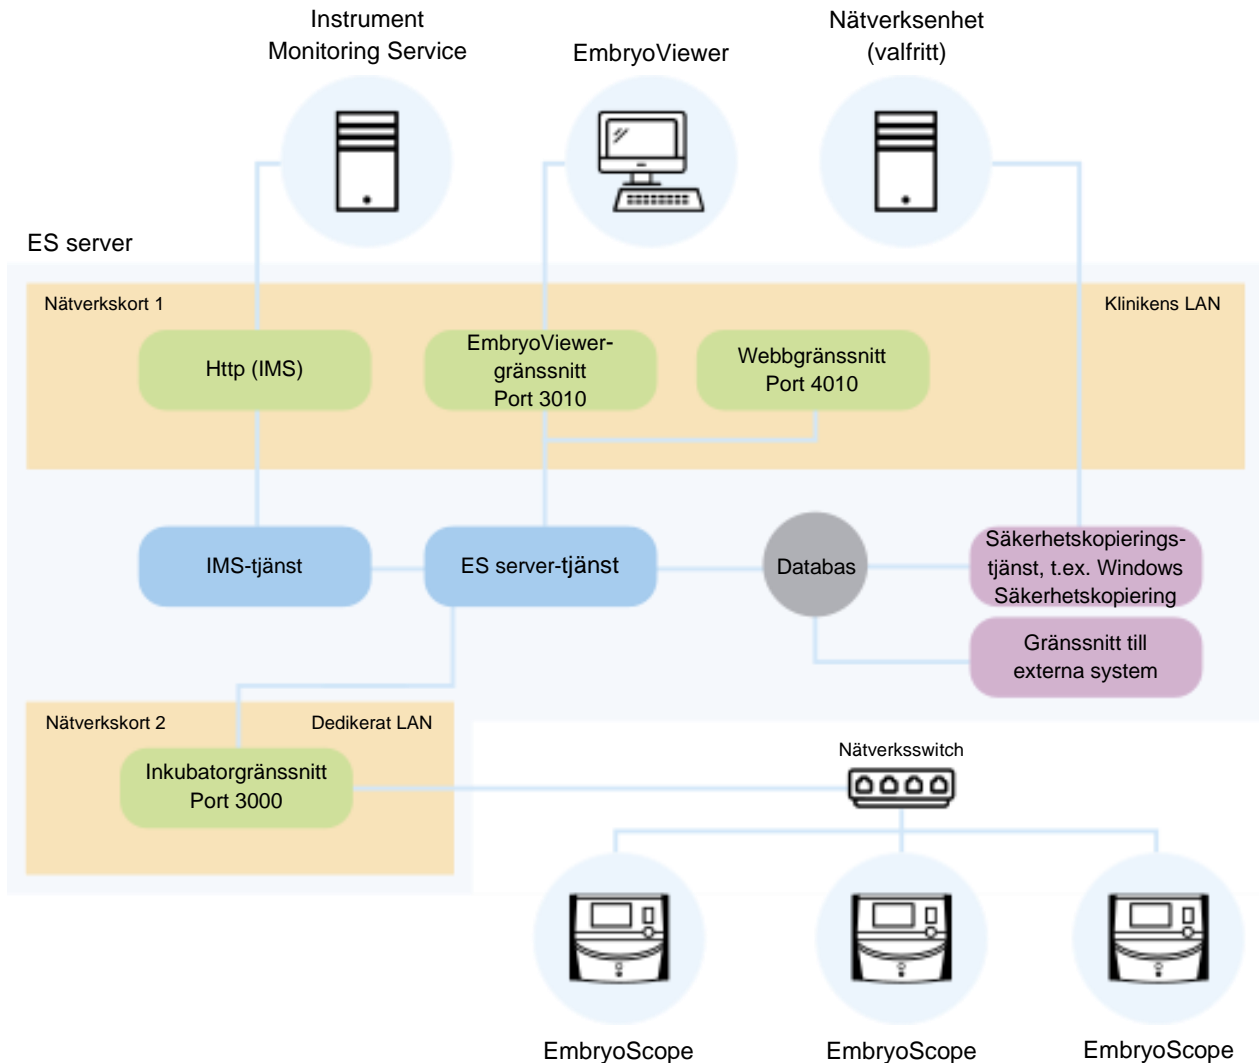 Instrument
Monitoring Service
EmbryoViewer
Nätverksenhet
(valfritt)
ES server
Nätverkskort 1
Klinikens LAN
Http (IMS)
EmbryoViewer-
gränssnitt
Port 3010
Webbgränssnitt
Port 4010
IMS-tjänst
ES server-tjänst
Databas
Säkerhetskopierings-
tjänst, t.ex. Windows
Säkerhetskopiering
Gränssnitt till
externa system
Nätverkskort 2
Dedikerat LAN
Inkubatorgränssnitt
Port 3000
Nätverksswitch
EmbryoScope
EmbryoScope
EmbryoScope